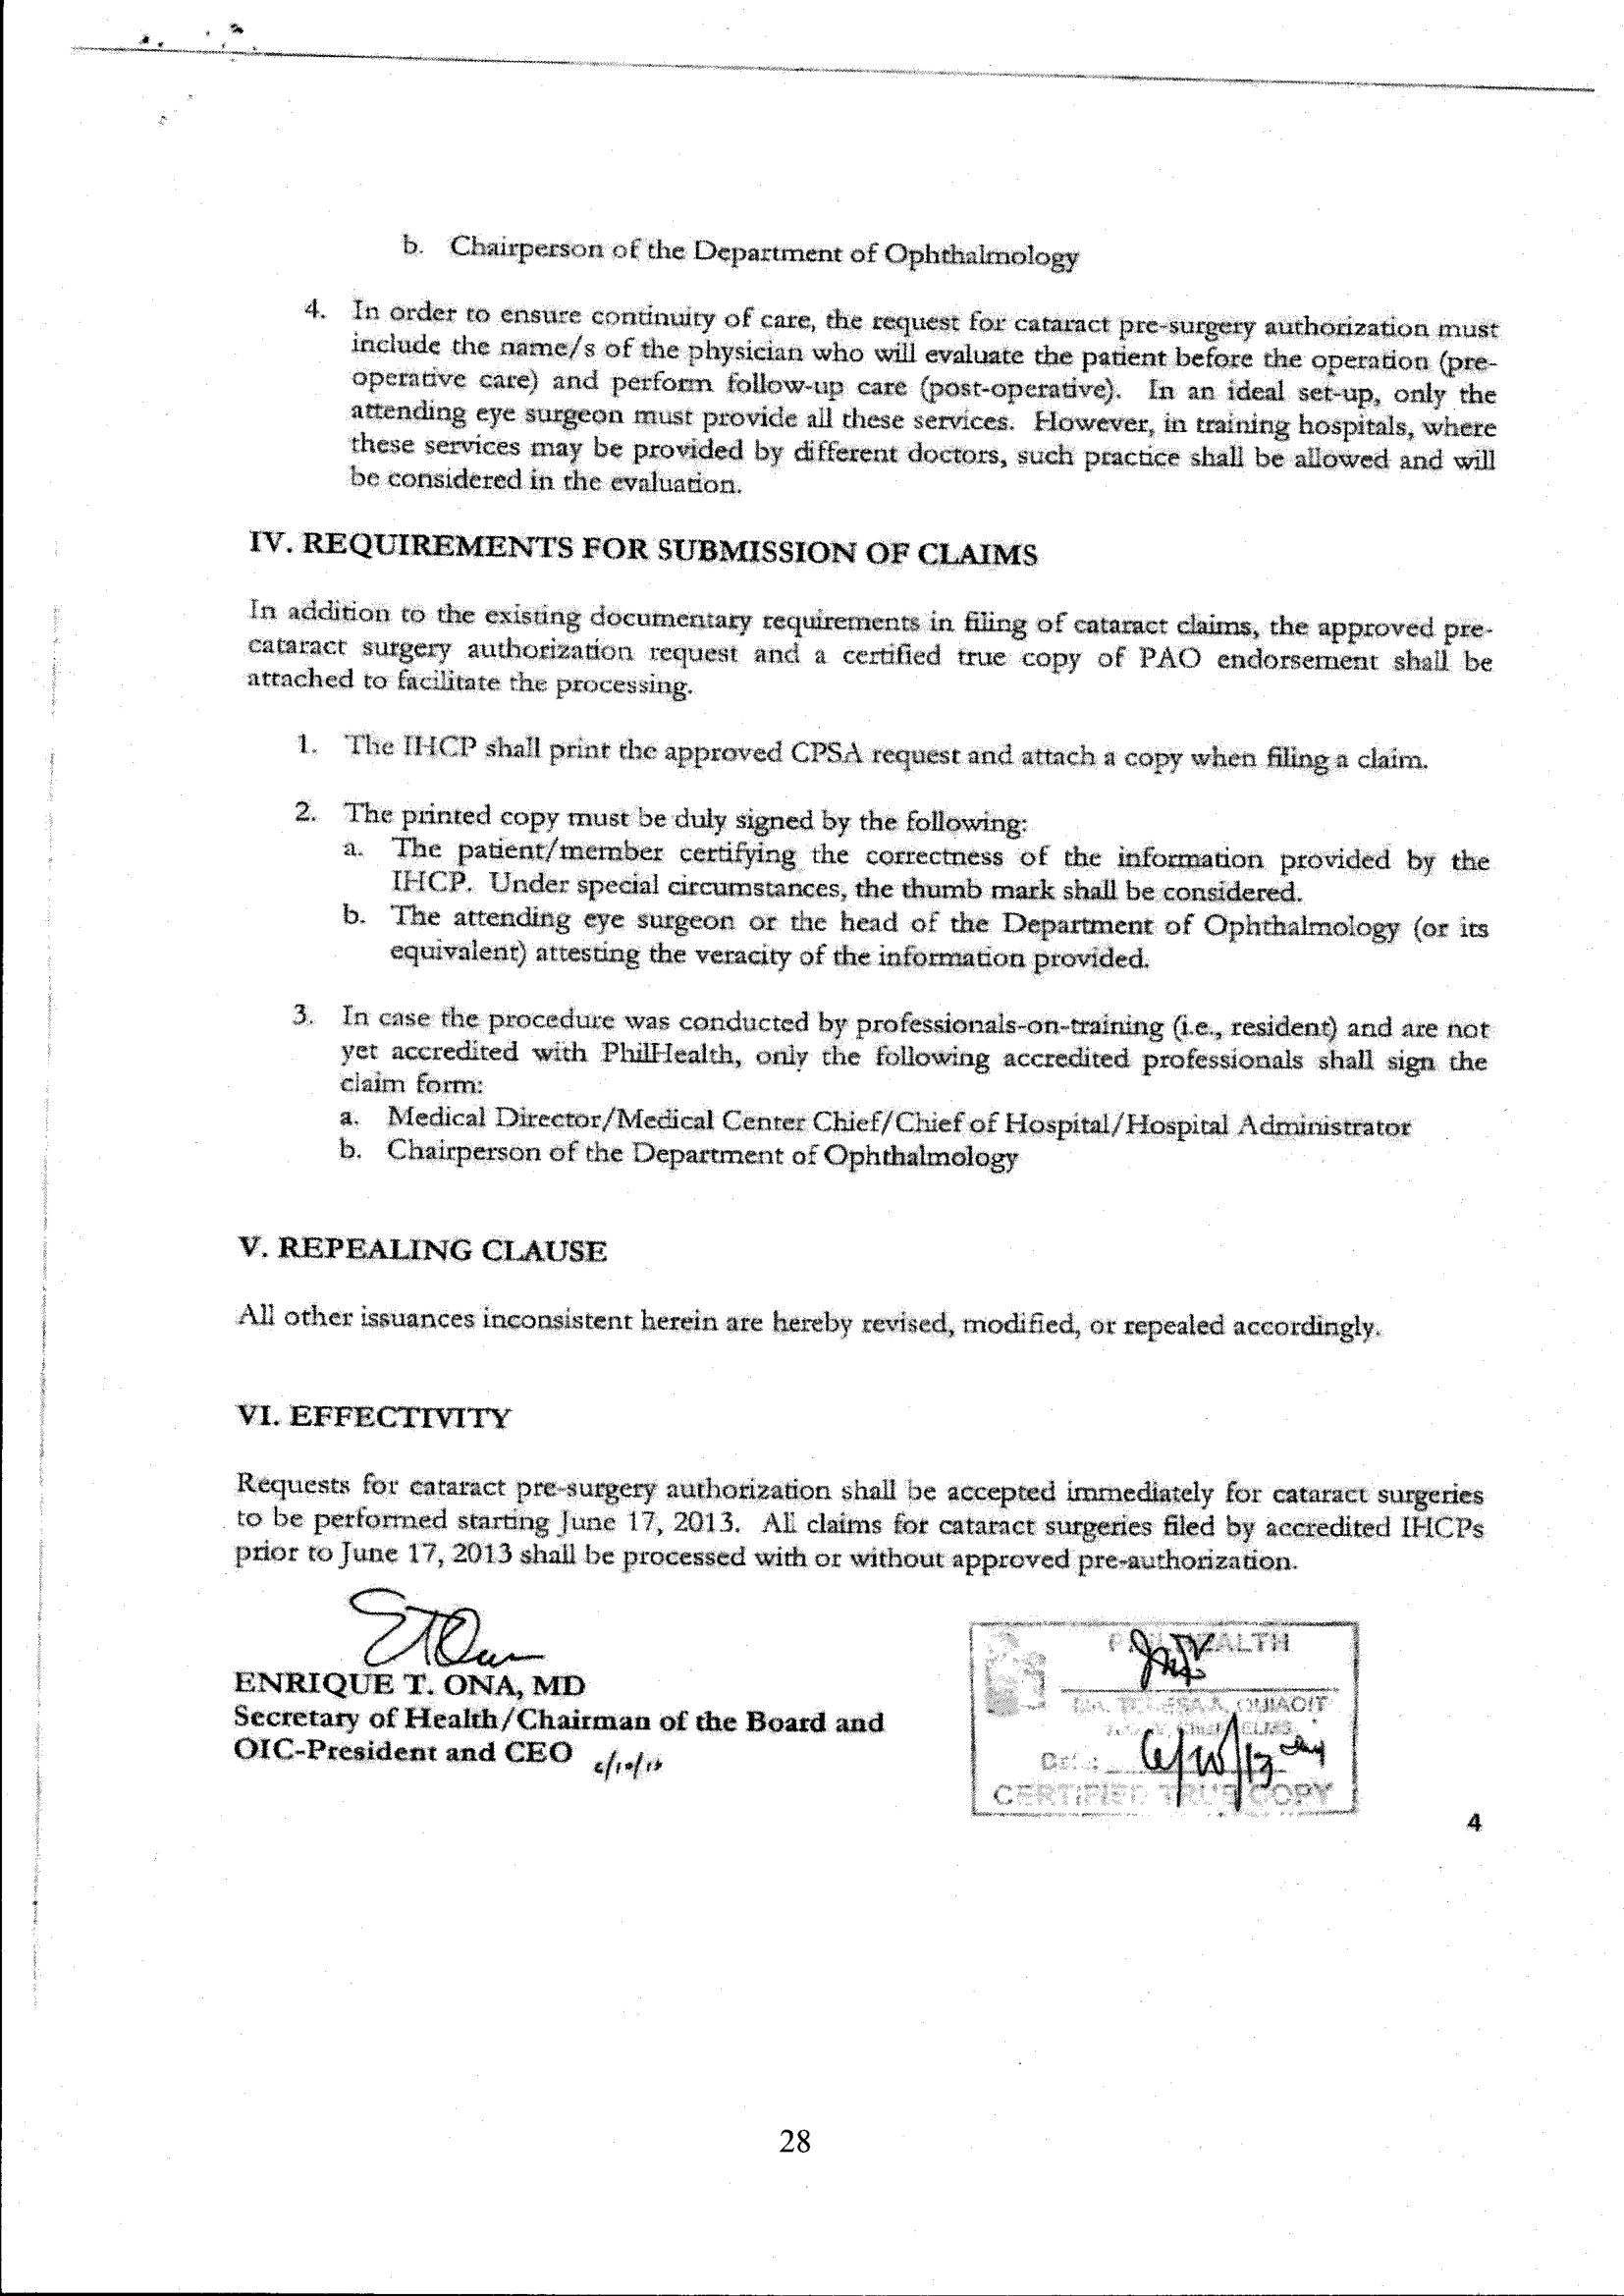 b. Chairperson of the Department of Ophthalmology
4. In order to ensure continuity of care, the request for cataract pre-surgery authorization must
include the name/s of the physician who will evaluate the patient before the operation (pre-
operative care) and perform follow-up care (post-operative). In an ideal set-up, only the
attending eye surgeon must provide all these services. However, in training hospitals, where
these services may be provided by different doctors, such practice shall be allowed and will
be considered in the evaluation.
IV. REQUIREMENTS FOR SUBMISSION OF CLAIMS
In addition to the existing documentary requirements in filing of cataract claims, the approved pre-
cataract surgery authorization request and a certified true copy of PAO endorsement shall be
attached to facilitate the processing.
1. The IHCP shall print the approved CPSA request and attach a copy when filing a claim.
2. The printed copy must be duly signed by the following:
a. The patient/member certifying the correctness of the information provided by the
IHCP. Under special circumstances, the thumb mark shall be considered.
b. The attending eye surgeon or the head of the Department of Ophthalmology (or its
equivalent) attesting the veracity of the information provided.
3. In case the procedure was conducted by professionals-on-training (i.e., resident) and are not
yet accredited with PhilHealth, only the following accredited professionals shall sign the
claim form:
a. Medical Director/Medical Center Chief/Chief of Hospital/Hospital Administrator
b. Chairperson of the Department of Ophthalmology
V. REPEALING CLAUSE
All other issuances inconsistent herein are hereby revised, modified, or repealed accordingly.
VI. EFFECTIVITY
Requests for cataract pre-surgery authorization shall be accepted immediately for cataract surgeries
to be performed starting June 17, 2013. All claims for cataract surgeries filed by accredited IHCPs
prior to June 17, 2013 shall be processed with or without approved pre-authorization.
ENRIQUE T. ONA, MD
Secretary of Health/Chairman of the Board and
OIC-President and CEO 6/10/13
QUIAOIT
Date: 6/10/13
CERTIFIED TRUE COPY
4
28